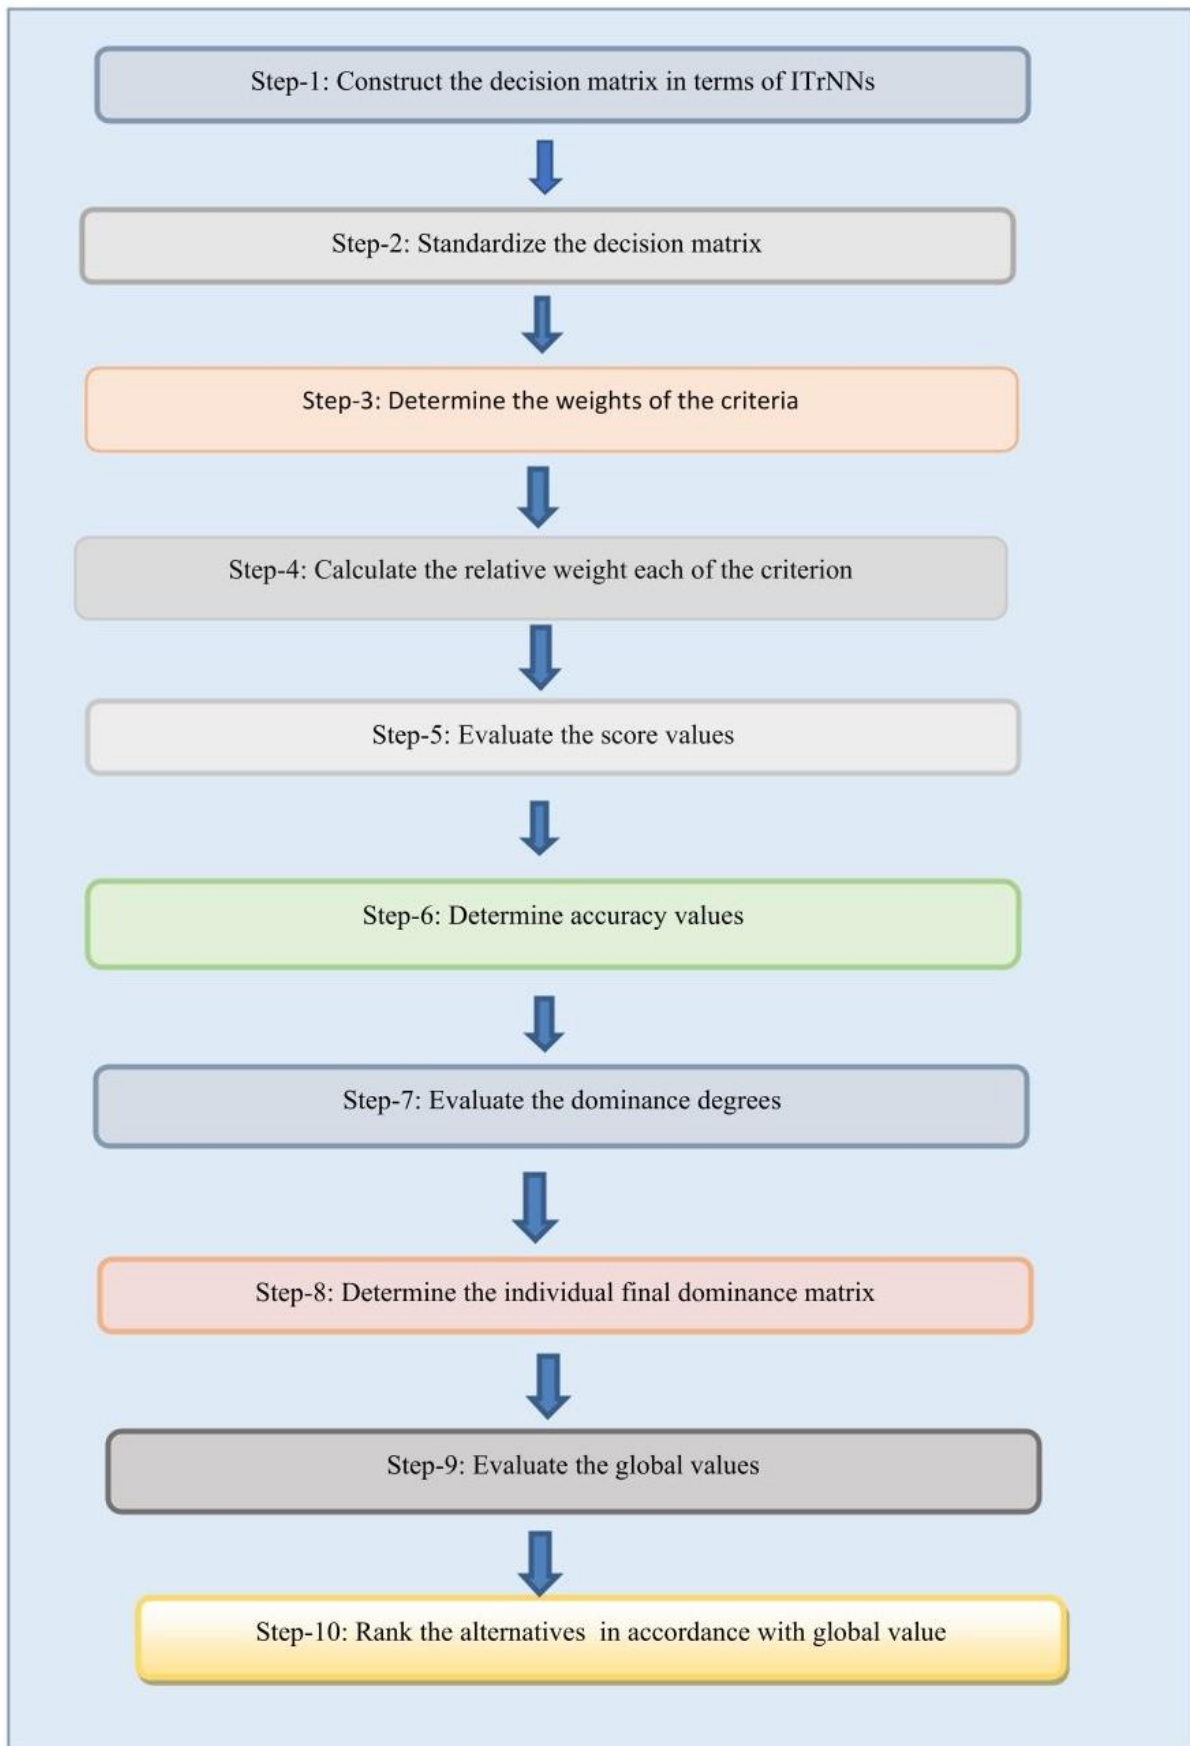 Step-1: Construct the decision matrix in terms of ITrNNs
Step-2: Standardize the decision matrix
Step-3: Determine the weights of the criteria
Step-4: Calculate the relative weight each of the criterion
Step-5: Evaluate the score values
Step-6: Determine accuracy values
Step-7: Evaluate the dominance degrees
Step-8: Determine the individual final dominance matrix
Step-9: Evaluate the global values
Step-10: Rank the alternatives in accordance with global value